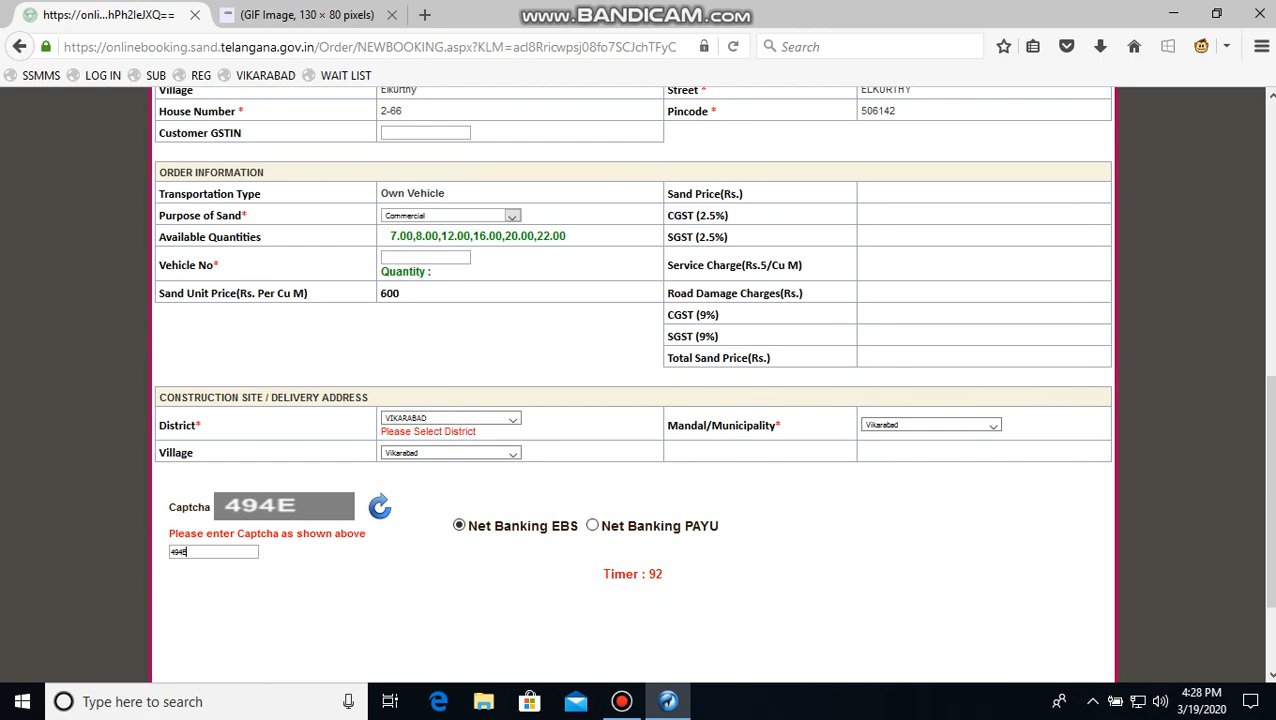 https://onli...hPh2IeJXQ==
(GIF Image, 130 × 80 pixels)
www.BANDICAM.com
https://onlinebooking.sand.telangana.gov.in/Order/NEWBOOKING.aspx?KLM=acl8Rricwpsj08fo7SCJchTFyC
Search
SSMMS LOG IN SUB REG VIKARABAD WAIT LIST
Village Elkurthy Street * ELKURTHY
House Number * 2-66 Pincode * 506142
Customer GSTIN
ORDER INFORMATION
Transportation Type Own Vehicle Sand Price(Rs.)
Purpose of Sand* Commercial CGST (2.5%)
Available Quantities 7.00,8.00,12.00,16.00,20.00,22.00 SGST (2.5%)
Vehicle No* Service Charge(Rs.5/Cu M)
Quantity :
Sand Unit Price(Rs. Per Cu M) 600 Road Damage Charges(Rs.)
CGST (9%)
SGST (9%)
Total Sand Price(Rs.)
CONSTRUCTION SITE / DELIVERY ADDRESS
District* VIKARABAD Mandal/Municipality* Vikarabad
Please Select District
Village Vikarabad
Captcha 494E
Net Banking EBS Net Banking PAYU
Please enter Captcha as shown above
494E
Timer : 92
Type here to search
4:28 PM
3/19/2020